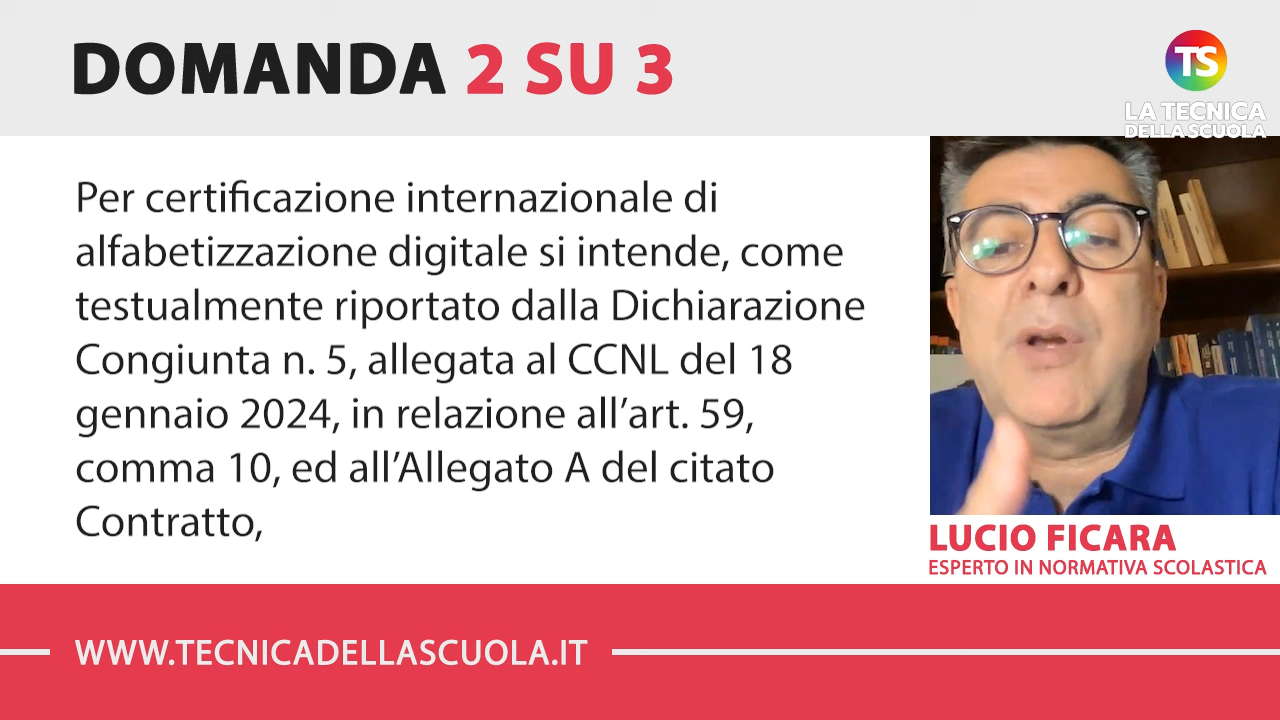 DOMANDA 2 SU 3
TS
LA TECNICA
DELLA SCUOLA
Per certificazione internazionale di
alfabetizzazione digitale si intende, come
testualmente riportato dalla Dichiarazione
Congiunta n. 5, allegata al CCNL del 18
gennaio 2024, in relazione all’art. 59,
comma 10, ed all’Allegato A del citato
Contratto,
LUCIO FICARA
ESPERTO IN NORMATIVA SCOLASTICA
WWW.TECNICADELLASCUOLA.IT